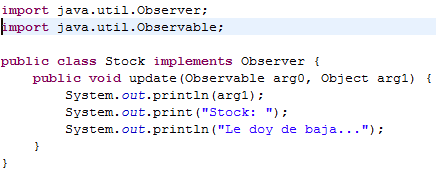 import java.util.Observer;
import java.util.Observable;
public class Stock implements Observer {
public void update(Observable arg0, Object arg1) {
System.out.println(arg1);
System.out.print("Stock: ");
System.out.println("Le doy de baja...");
}
}